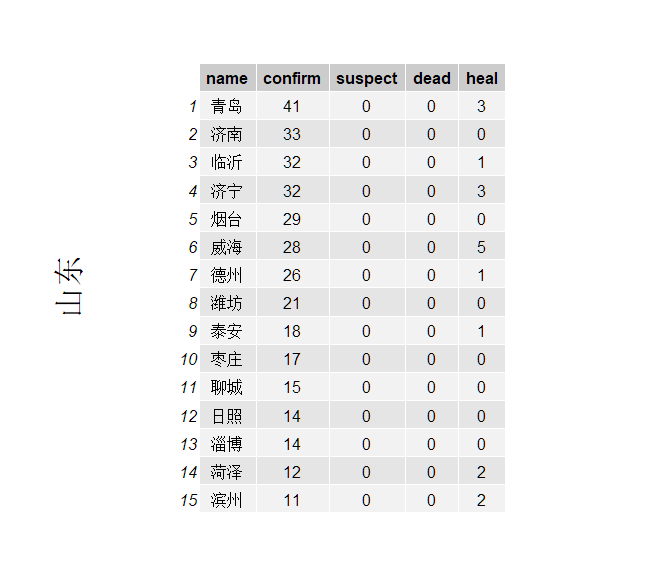 山东
name confirm suspect dead heal
1 青岛 41 0 0 3
2 济南 33 0 0 0
3 临沂 32 0 0 1
4 济宁 32 0 0 3
5 烟台 29 0 0 0
6 威海 28 0 0 5
7 德州 26 0 0 1
8 潍坊 21 0 0 0
9 泰安 18 0 0 1
10 枣庄 17 0 0 0
11 聊城 15 0 0 0
12 日照 14 0 0 0
13 淄博 14 0 0 0
14 菏泽 12 0 0 2
15 滨州 11 0 0 2